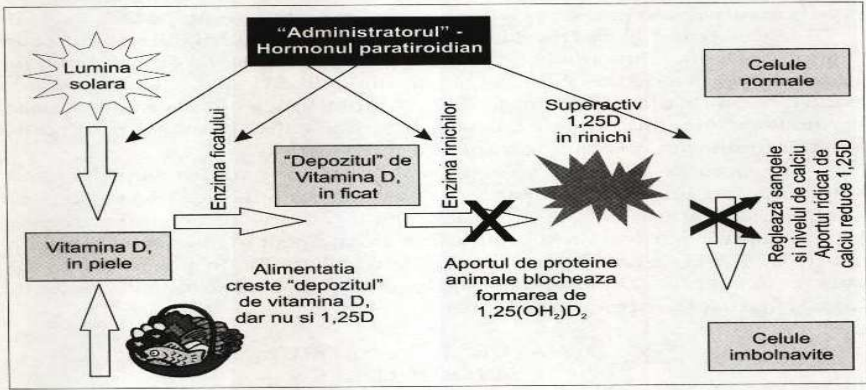 “Administratorul” -
Hormonul paratiroidian
Lumina
solara
Celule
normale
Superactiv
1,25D
in rinichi
Enzima ficatului
“Depozitul” de
Vitamina D,
in ficat
Enzima rinichilor
Vitamina D,
in piele
Alimentatia
creste “depozitul”
de vitamina D,
dar nu si 1,25D
Aportul de proteine
animale blocheaza
formarea de
1,25(OH₂)D₂
Reglează sangele
si nivelul de calciu
Aportul ridicat de
calciu reduce 1,25D
Celule
imbolnavite